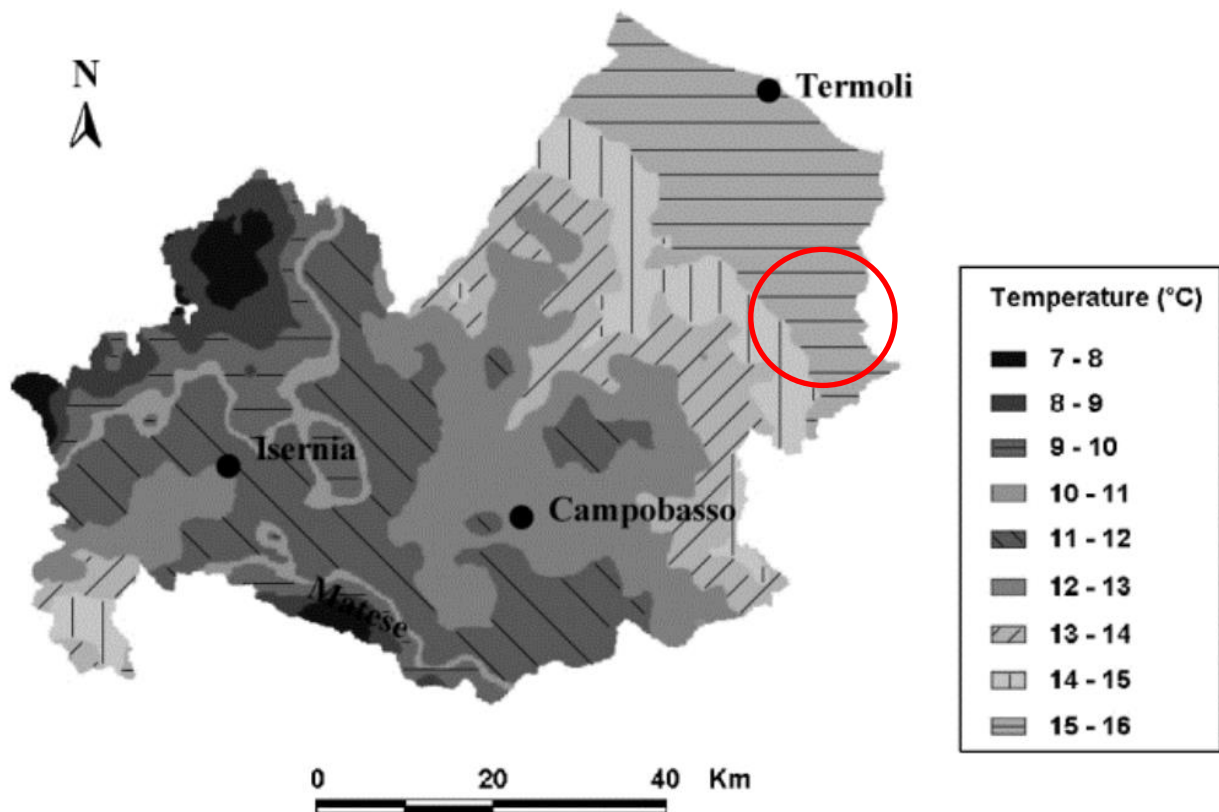 N
Termoli
Isernia
Campobasso
Matese
Temperature (°C)
7 - 8
8 - 9
9 - 10
10 - 11
11 - 12
12 - 13
13 - 14
14 - 15
15 - 16
0 20 40 Km